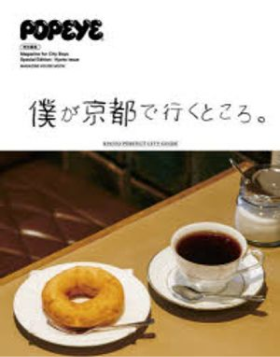 POPEYE
特別編集
Magazine for City Boys
Special Edition : Kyoto issue
MAGAZINE HOUSE MOOK
僕が京都で行くところ。
KYOTO PERFECT CITY GUIDE